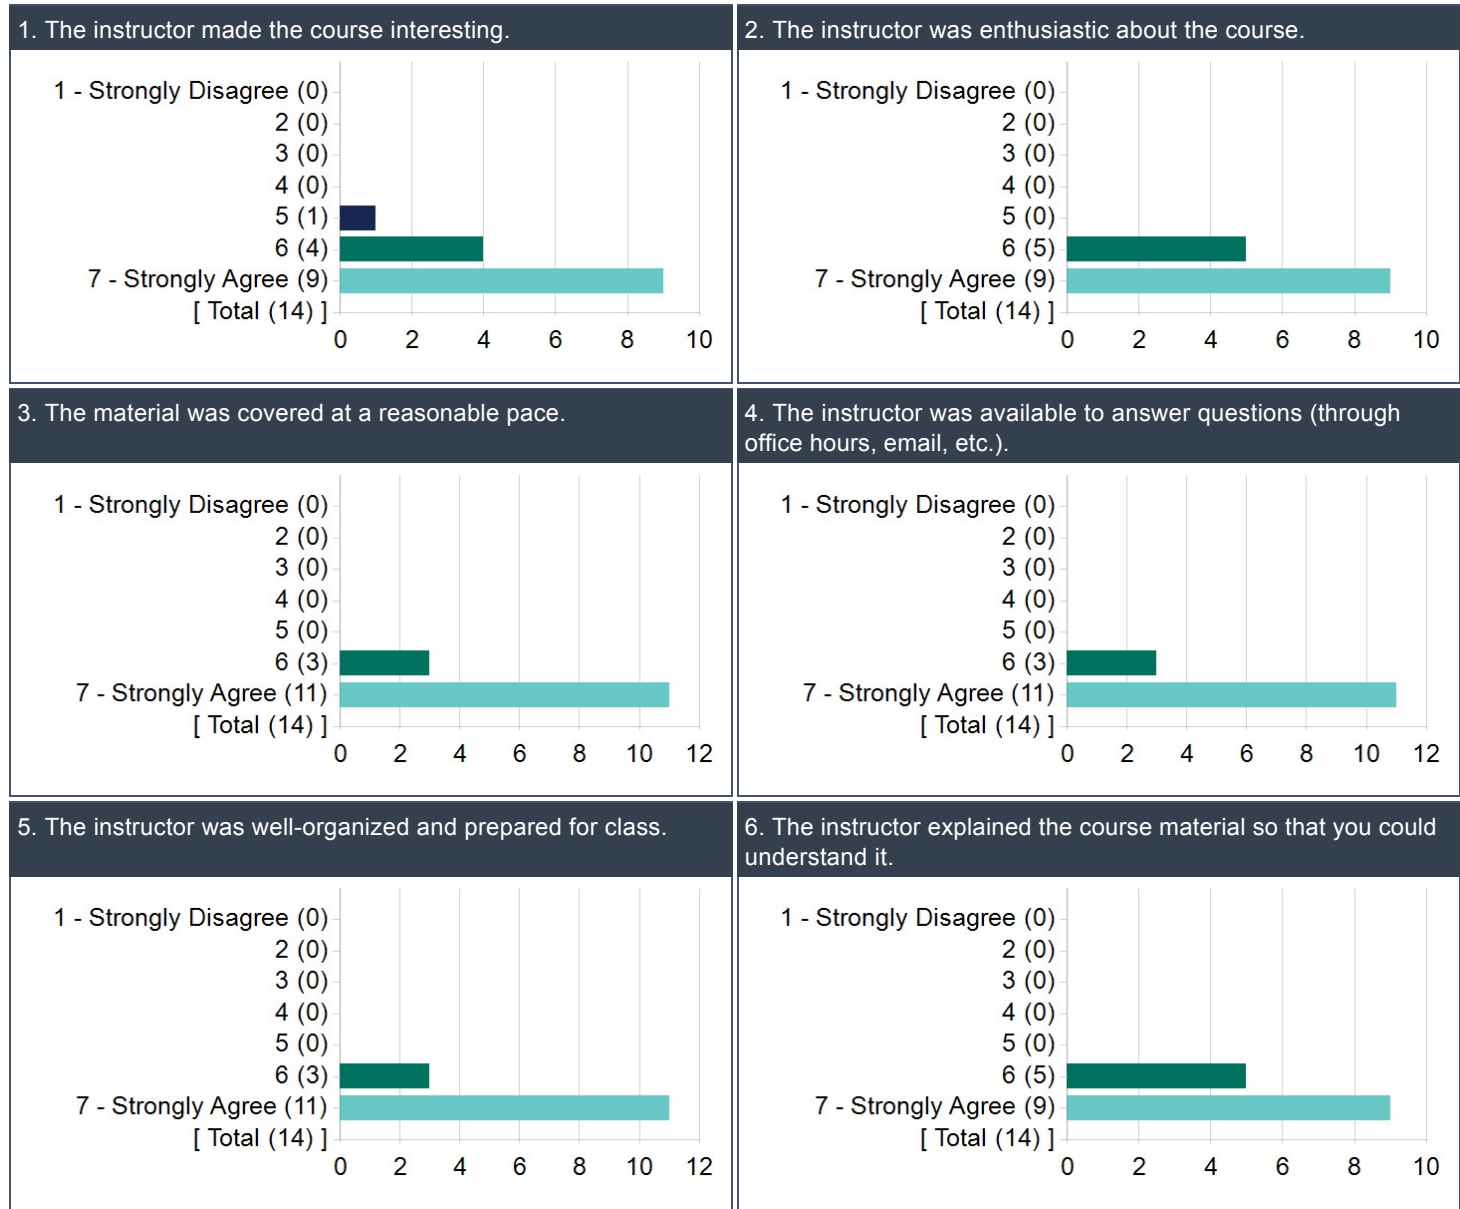 1. The instructor made the course interesting.
1 - Strongly Disagree (0)
2 (0)
3 (0)
4 (0)
5 (1)
6 (4)
7 - Strongly Agree (9)
[ Total (14) ]
0 2 4 6 8 10
2. The instructor was enthusiastic about the course.
1 - Strongly Disagree (0)
2 (0)
3 (0)
4 (0)
5 (0)
6 (5)
7 - Strongly Agree (9)
[ Total (14) ]
0 2 4 6 8 10
3. The material was covered at a reasonable pace.
1 - Strongly Disagree (0)
2 (0)
3 (0)
4 (0)
5 (0)
6 (3)
7 - Strongly Agree (11)
[ Total (14) ]
0 2 4 6 8 10 12
4. The instructor was available to answer questions (through
office hours, email, etc.).
1 - Strongly Disagree (0)
2 (0)
3 (0)
4 (0)
5 (0)
6 (3)
7 - Strongly Agree (11)
[ Total (14) ]
0 2 4 6 8 10 12
5. The instructor was well-organized and prepared for class.
1 - Strongly Disagree (0)
2 (0)
3 (0)
4 (0)
5 (0)
6 (3)
7 - Strongly Agree (11)
[ Total (14) ]
0 2 4 6 8 10 12
6. The instructor explained the course material so that you could
understand it.
1 - Strongly Disagree (0)
2 (0)
3 (0)
4 (0)
5 (0)
6 (5)
7 - Strongly Agree (9)
[ Total (14) ]
0 2 4 6 8 10